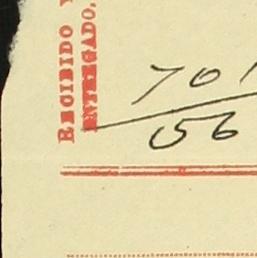 RECIBIDO Y
ENTREGADO.
701
56